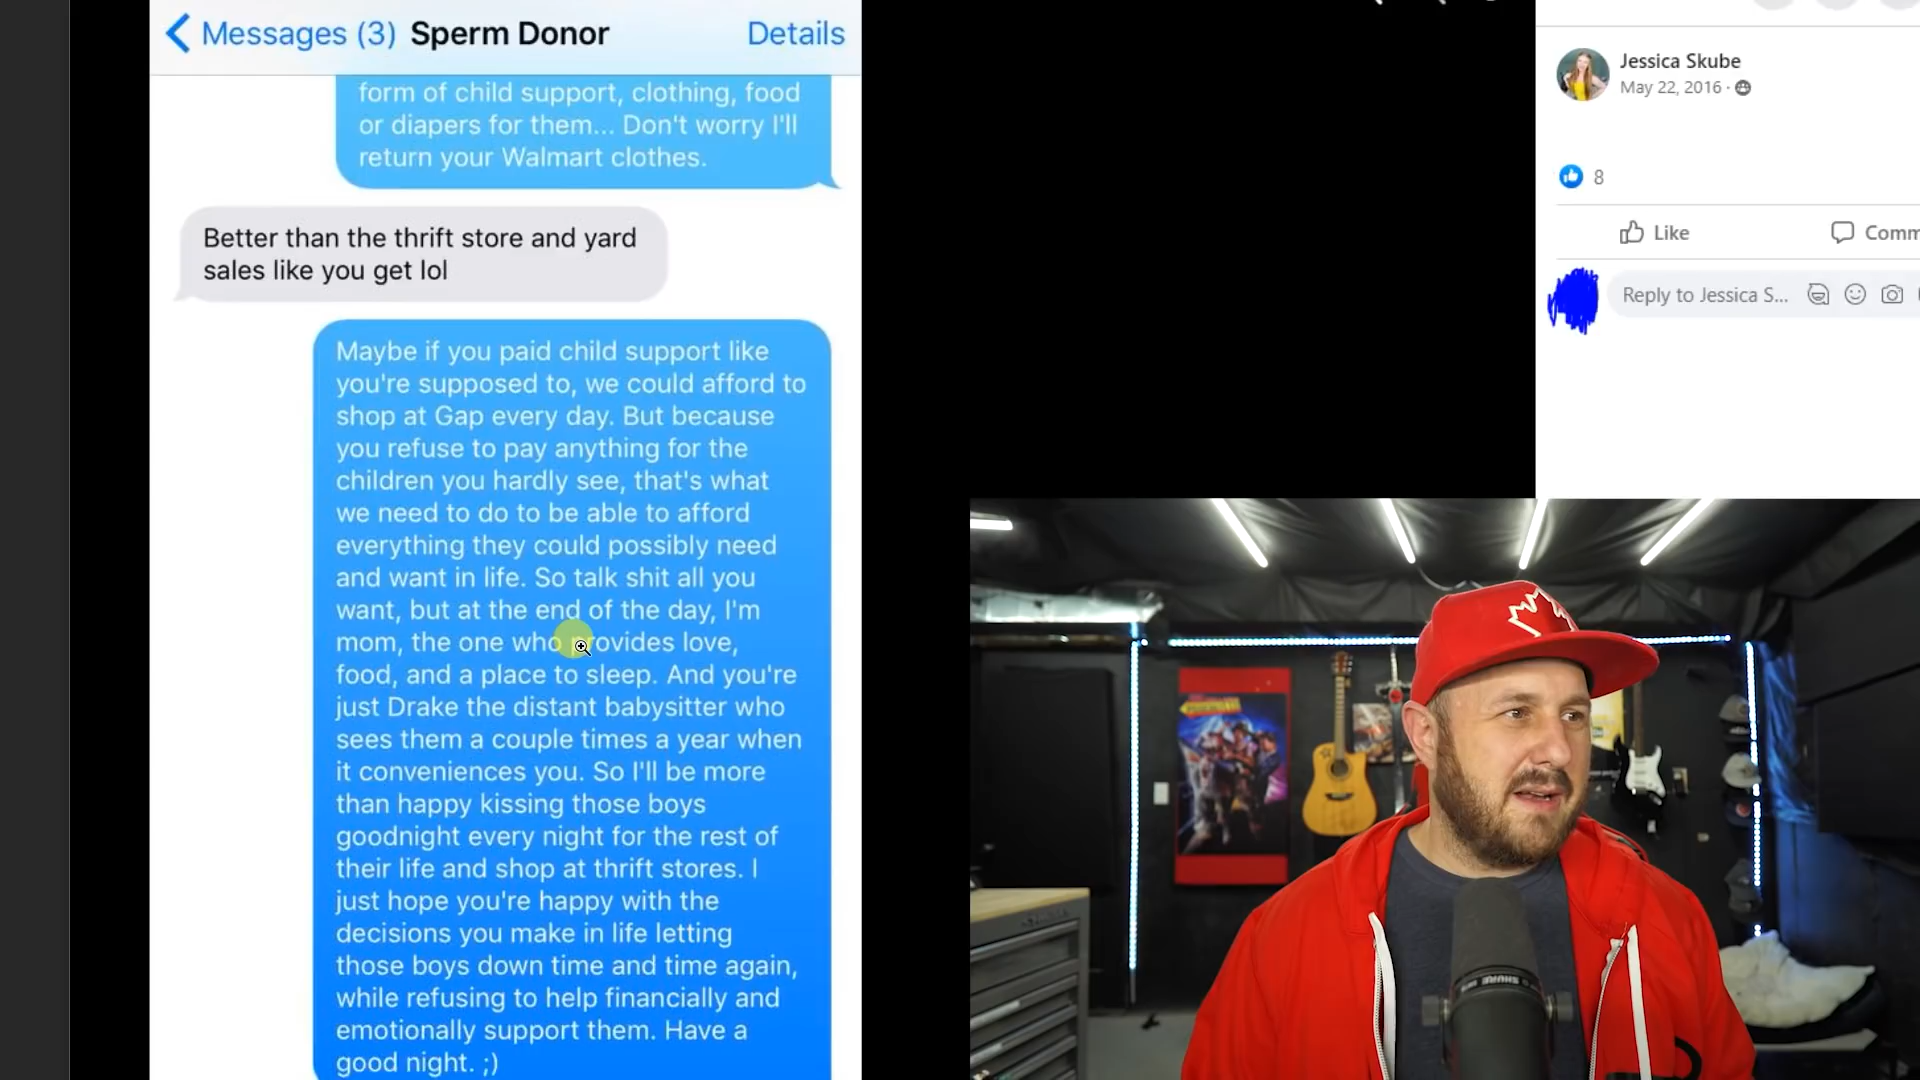 Messages (3) Sperm Donor Details
form of child support, clothing, food
or diapers for them... Don't worry I'll
return your Walmart clothes.
Better than the thrift store and yard
sales like you get lol
Maybe if you paid child support like
you're supposed to, we could afford to
shop at Gap every day. But because
you refuse to pay anything for the
children you hardly see, that's what
we need to do to be able to afford
everything they could possibly need
and want in life. So talk shit all you
want, but at the end of the day, I'm
mom, the one who provides love,
food, and a place to sleep. And you're
just Drake the distant babysitter who
sees them a couple times a year when
it conveniences you. So I'll be more
than happy kissing those boys
goodnight every night for the rest of
their life and shop at thrift stores. I
just hope you're happy with the
decisions you make in life letting
those boys down time and time again,
while refusing to help financially and
emotionally support them. Have a
good night. ;)
Jessica Skube
May 22, 2016 ·
8
Like Comm
Reply to Jessica S...
SHURE